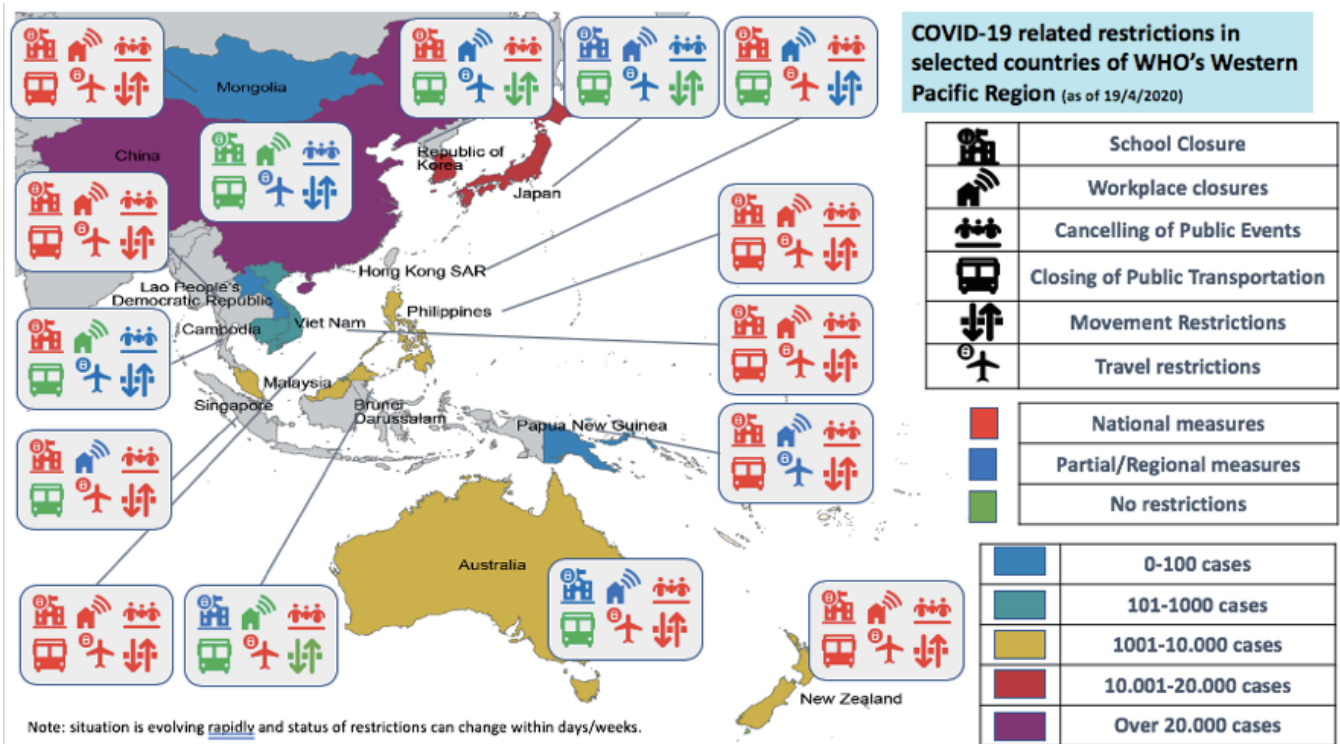 COVID-19 related restrictions in
selected countries of WHO's Western
Pacific Region (as of 19/4/2020)
School Closure
Workplace closures
Cancelling of Public Events
Closing of Public Transportation
Movement Restrictions
Travel restrictions
National measures
Partial/Regional measures
No restrictions
0-100 cases
101-1000 cases
1001-10.000 cases
10.001-20.000 cases
Over 20.000 cases
Mongolia
China
Republic of
Korea
Japan
Hong Kong SAR
Lao People's
Democratic Republic
Philippines
Cambodia
Viet Nam
Malaysia
Singapore
Brunei
Darussalam
Papua New Guinea
Australia
New Zealand
Note: situation is evolving rapidly and status of restrictions can change within days/weeks.